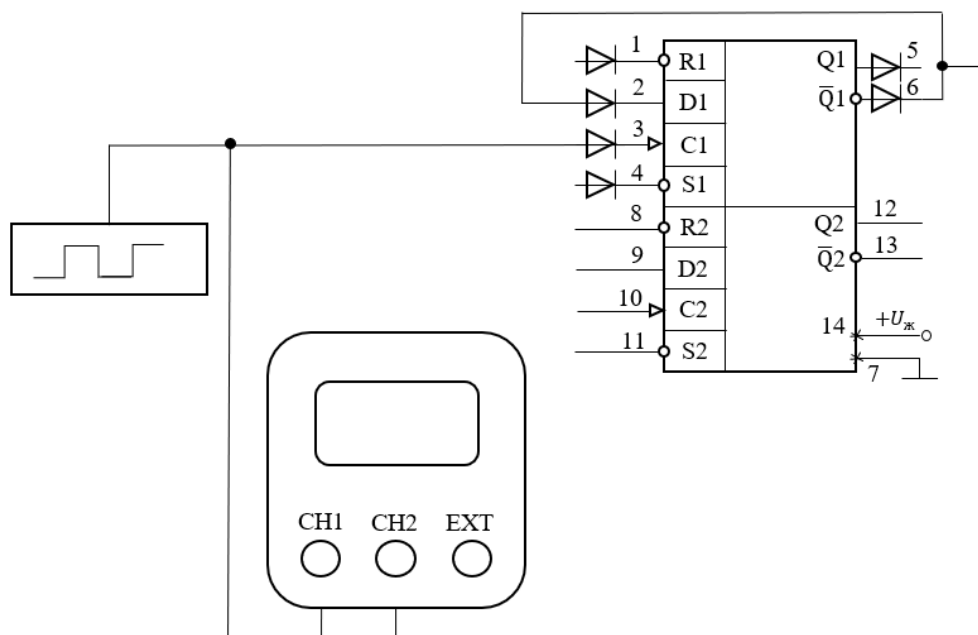 1 R1 Q1 5
2 D1 Q̅1 6
3 C1
4 S1
8 R2 Q2 12
9 D2 Q̅2 13
10 C2
14 +Uж
11 S2
7
CH1 CH2 EXT